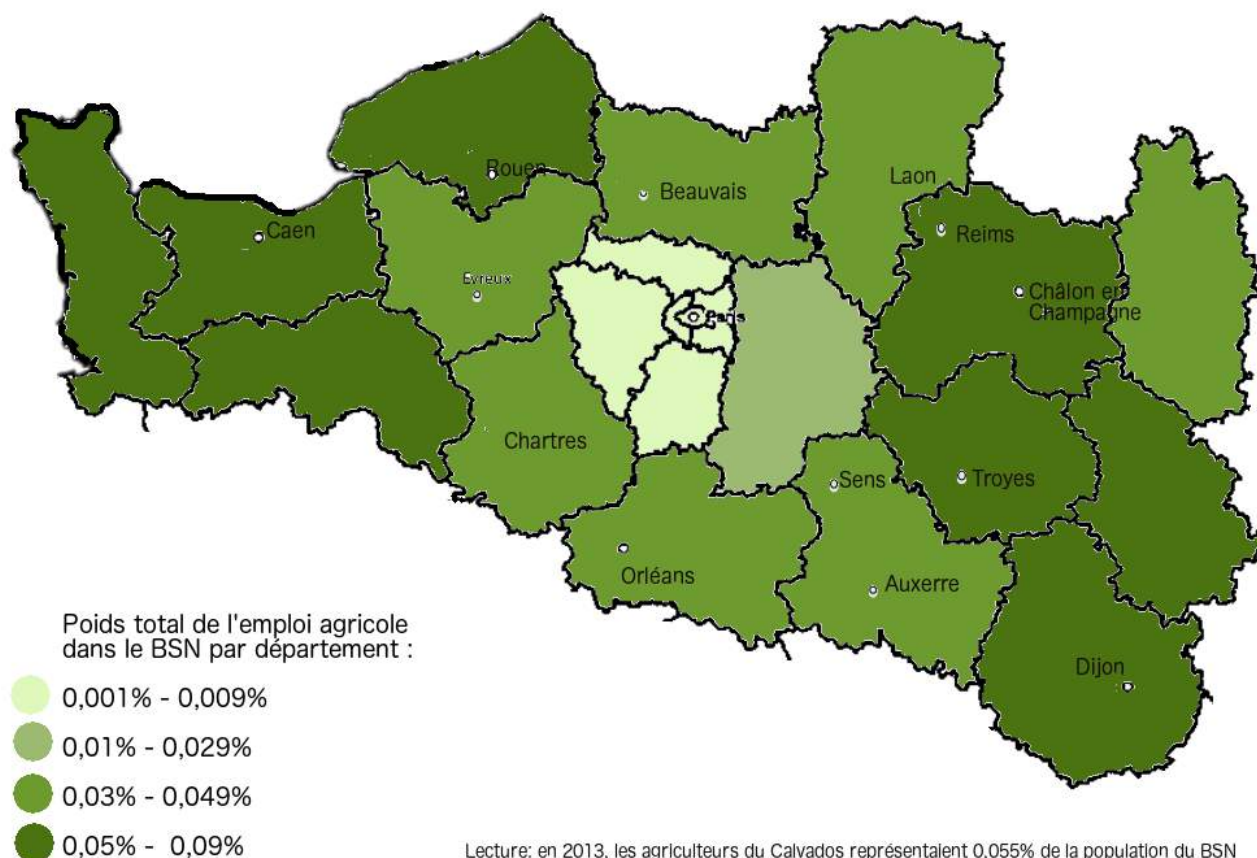 Rouen
Beauvais
Laon
Caen
Reims
Evreux
Châlon en
Champagne
Paris
Chartres
Sens
Troyes
Orléans
Auxerre
Dijon
Poids total de l'emploi agricole
dans le BSN par département :
0,001% - 0,009%
0,01% - 0,029%
0,03% - 0,049%
0,05% - 0,09%
Lecture: en 2013, les agriculteurs du Calvados représentaient 0,055% de la population du BSN